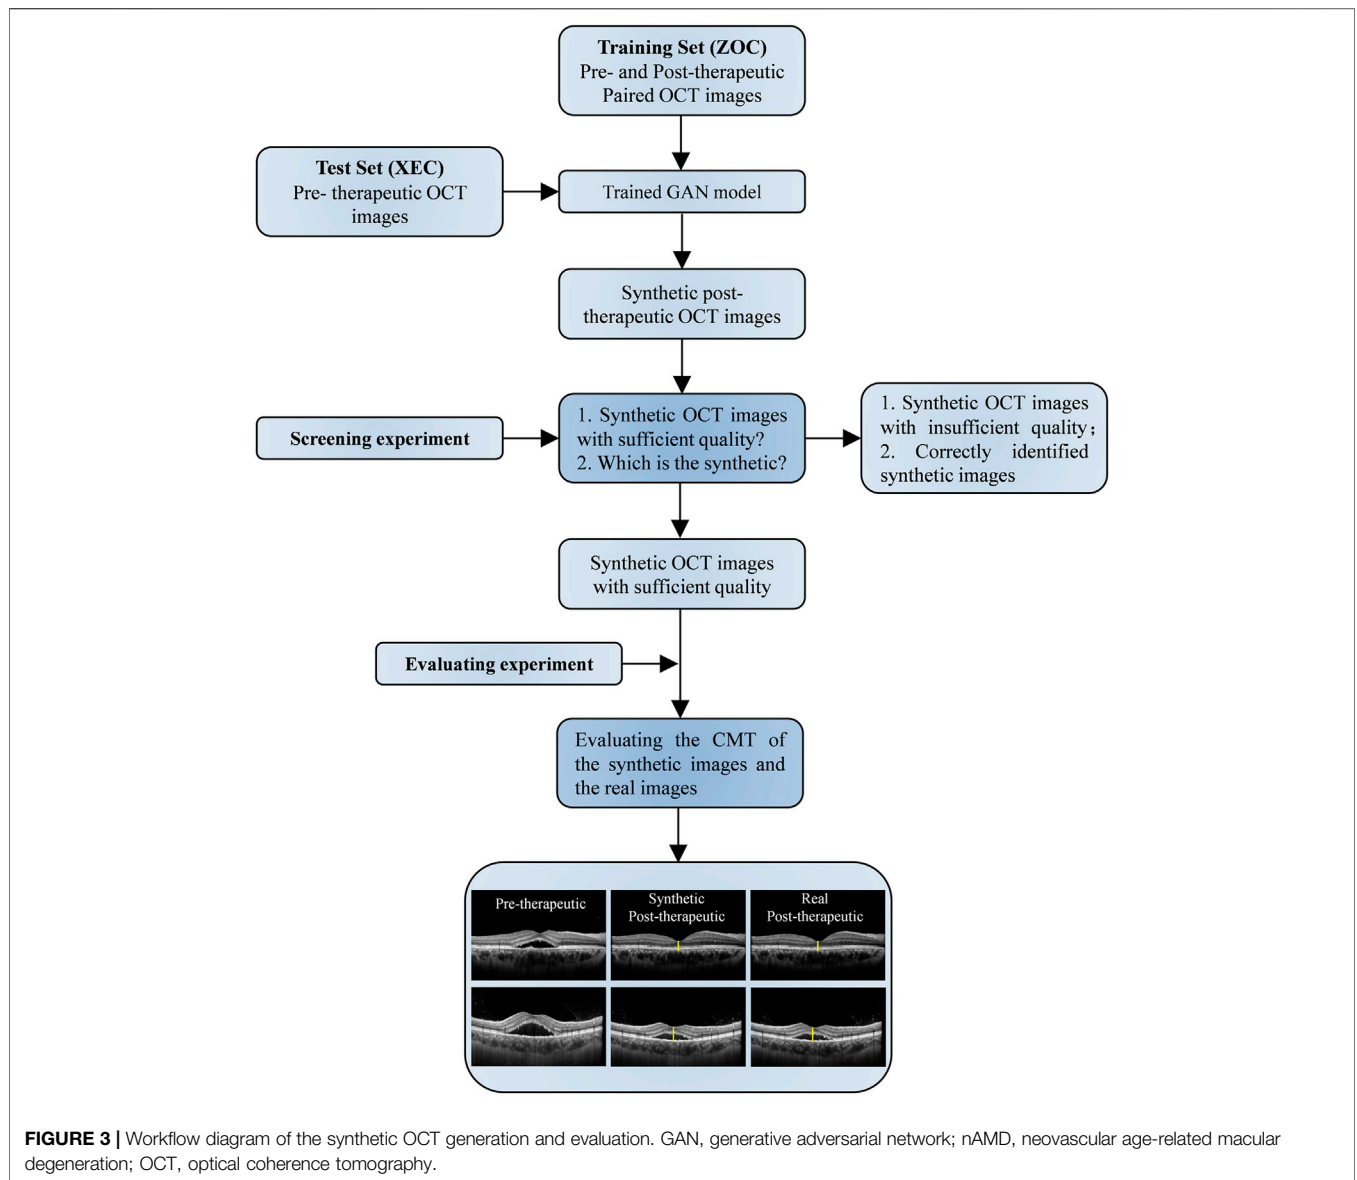 Training Set (ZOC)
Pre- and Post-therapeutic
Paired OCT images
Test Set (XEC)
Pre- therapeutic OCT
images
Trained GAN model
Synthetic post-
therapeutic OCT images
Screening experiment
1. Synthetic OCT images
with sufficient quality?
2. Which is the synthetic?
1. Synthetic OCT images
with insufficient quality;
2. Correctly identified
synthetic images
Synthetic OCT images
with sufficient quality
Evaluating experiment
Evaluating the CMT of
the synthetic images and
the real images
Pre-therapeutic
Synthetic
Post-therapeutic
Real
Post-therapeutic
FIGURE 3 | Workflow diagram of the synthetic OCT generation and evaluation. GAN, generative adversarial network; nAMD, neovascular age-related macular
degeneration; OCT, optical coherence tomography.